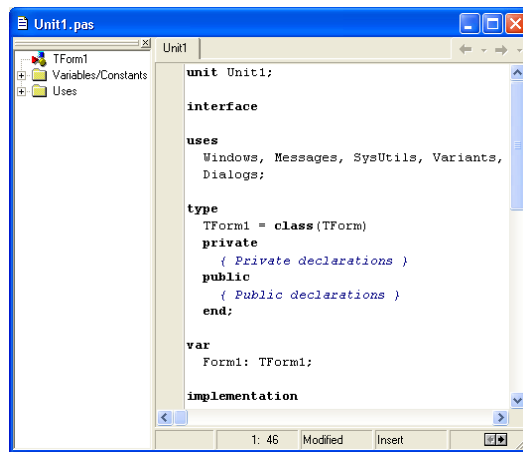 Unit1.pas
TForm1
Variables/Constants
Uses
Unit1
unit Unit1;
interface
uses
Windows, Messages, SysUtils, Variants,
Dialogs;
type
TForm1 = class(TForm)
private
{ Private declarations }
public
{ Public declarations }
end;
var
Form1: TForm1;
implementation
1: 46 Modified Insert